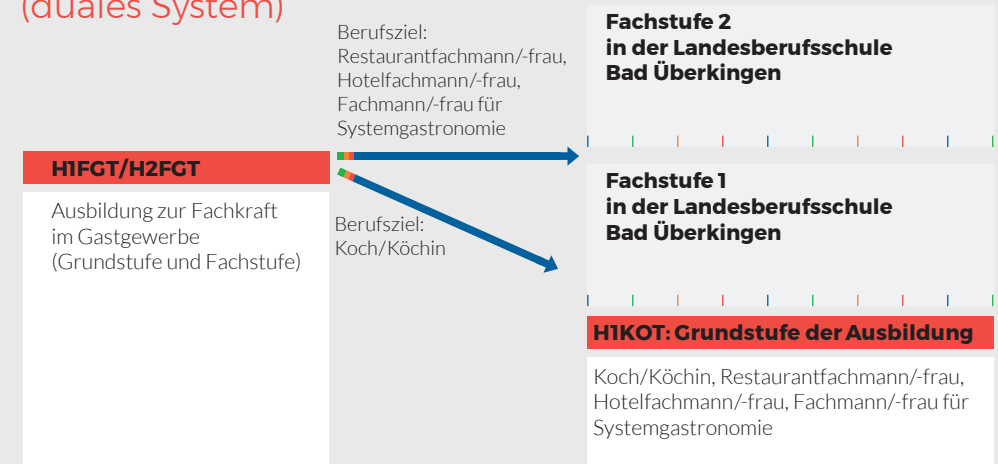 (duales System)
Berufsziel:
Restaurantfachmann/-frau,
Hotelfachmann/-frau,
Fachmann/-frau für
Systemgastronomie
H1FGT/H2FGT
Ausbildung zur Fachkraft
im Gastgewerbe
(Grundstufe und Fachstufe)
Berufsziel:
Koch/Köchin
Fachstufe 2
in der Landesberufsschule
Bad Überkingen
Fachstufe 1
in der Landesberufsschule
Bad Überkingen
H1KOT: Grundstufe der Ausbildung
Koch/Köchin, Restaurantfachmann/-frau,
Hotelfachmann/-frau, Fachmann/-frau für
Systemgastronomie